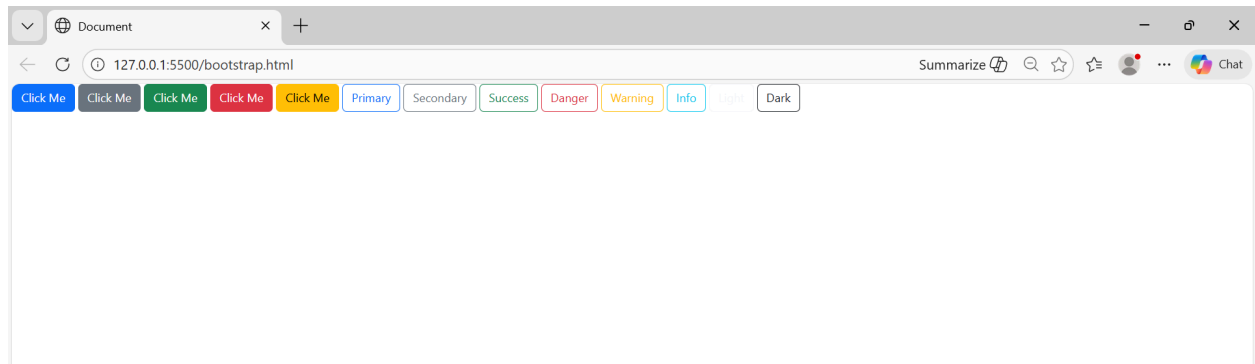 Document
127.0.0.1:5500/bootstrap.html Summarize Chat
Click Me Click Me Click Me Click Me Click Me Primary Secondary Success Danger Warning Info Light Dark